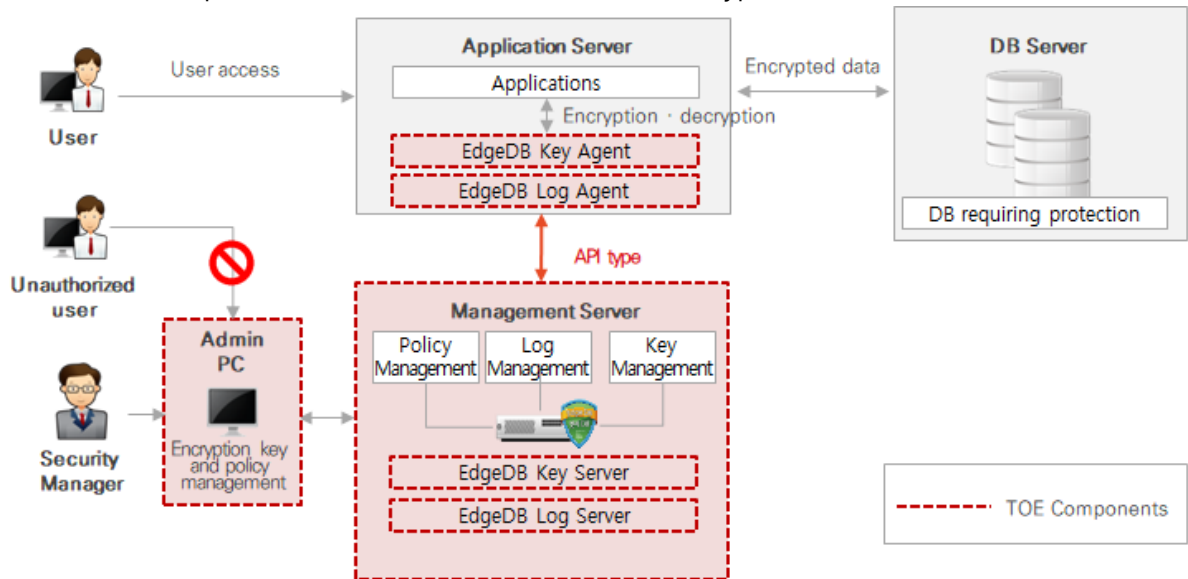 Application Server
DB Server
User access
Applications
Encrypted data
Encryption · decryption
User
EdgeDB Key Agent
EdgeDB Log Agent
DB requiring protection
API type
Unauthorized
user
Management Server
Admin
PC
Policy
Management
Log
Management
Key
Management
Encryption key
and policy
management
Security
Manager
EdgeDB Key Server
EdgeDB Log Server
TOE Components